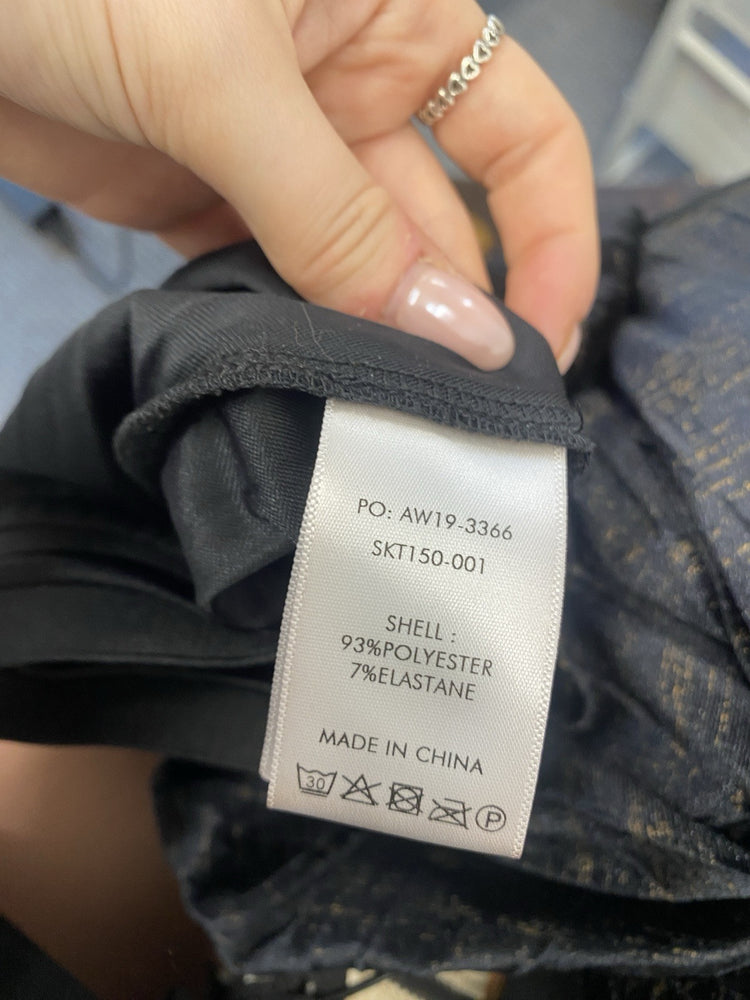 PO: AW19-3366
SKT150-001
SHELL :
93%POLYESTER
7%ELASTANE
MADE IN CHINA
30 P